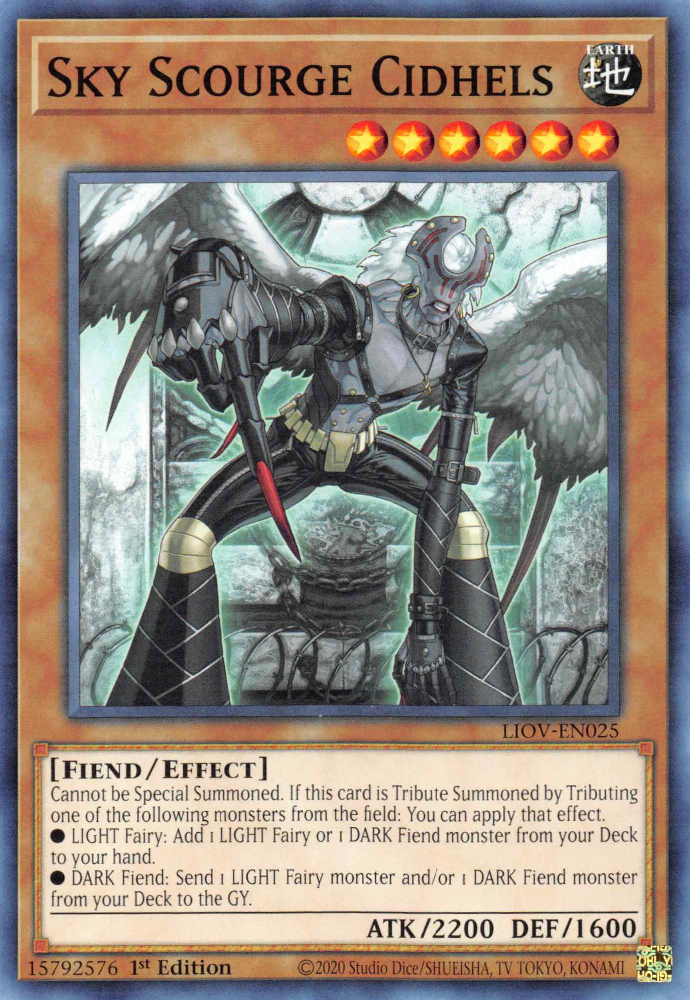 SKY SCOURGE CIDHELS
EARTH
地
LIOV-EN025
[FIEND/EFFECT]
Cannot be Special Summoned. If this card is Tribute Summoned by Tributing
one of the following monsters from the field: You can apply that effect.
● LIGHT Fairy: Add 1 LIGHT Fairy or 1 DARK Fiend monster from your Deck
to your hand.
● DARK Fiend: Send 1 LIGHT Fairy monster and/or 1 DARK Fiend monster
from your Deck to the GY.
ATK/2200 DEF/1600
15792576 1st Edition ©2020 Studio Dice/SHUEISHA, TV TOKYO, KONAMI